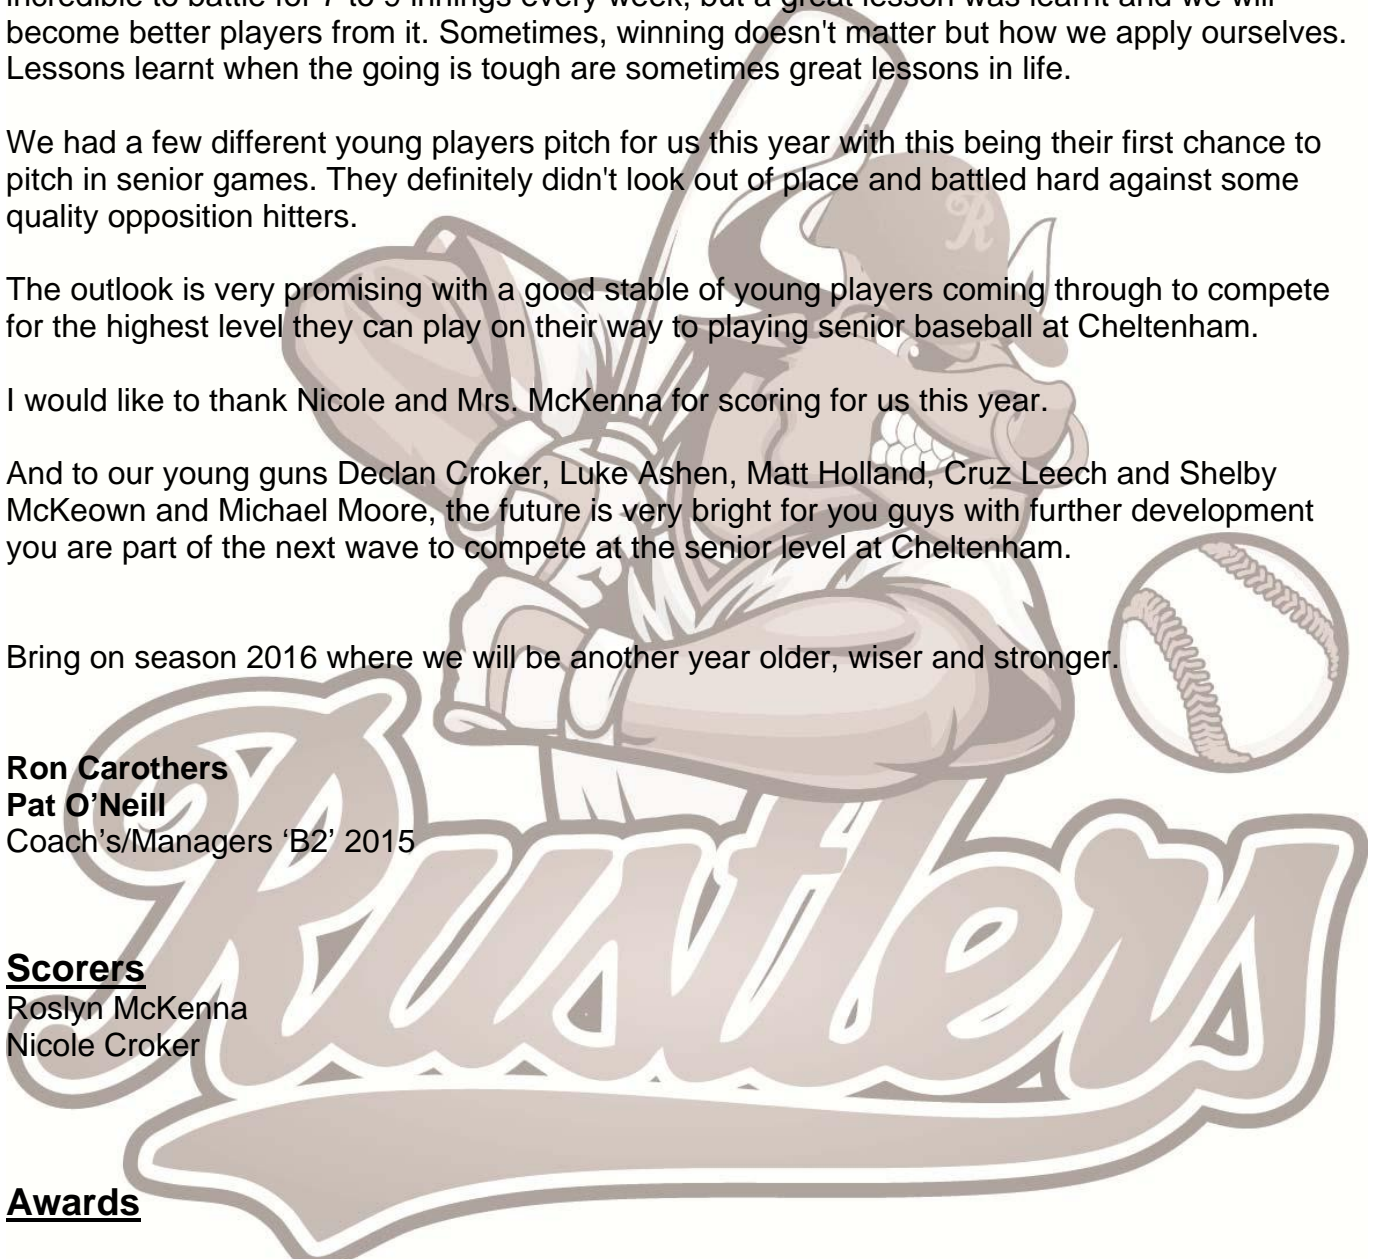 incredible to battle for 7 to 9 innings every week, but a great lesson was learnt and we will
become better players from it. Sometimes, winning doesn't matter but how we apply ourselves.
Lessons learnt when the going is tough are sometimes great lessons in life.
We had a few different young players pitch for us this year with this being their first chance to
pitch in senior games. They definitely didn't look out of place and battled hard against some
quality opposition hitters.
The outlook is very promising with a good stable of young players coming through to compete
for the highest level they can play on their way to playing senior baseball at Cheltenham.
I would like to thank Nicole and Mrs. McKenna for scoring for us this year.
And to our young guns Declan Croker, Luke Ashen, Matt Holland, Cruz Leech and Shelby
McKeown and Michael Moore, the future is very bright for you guys with further development
you are part of the next wave to compete at the senior level at Cheltenham.
Bring on season 2016 where we will be another year older, wiser and stronger.
Ron Carothers
Pat O’Neill
Coach’s/Managers ‘B2’ 2015
Scorers
Roslyn McKenna
Nicole Croker
Awards
R
Rustlers